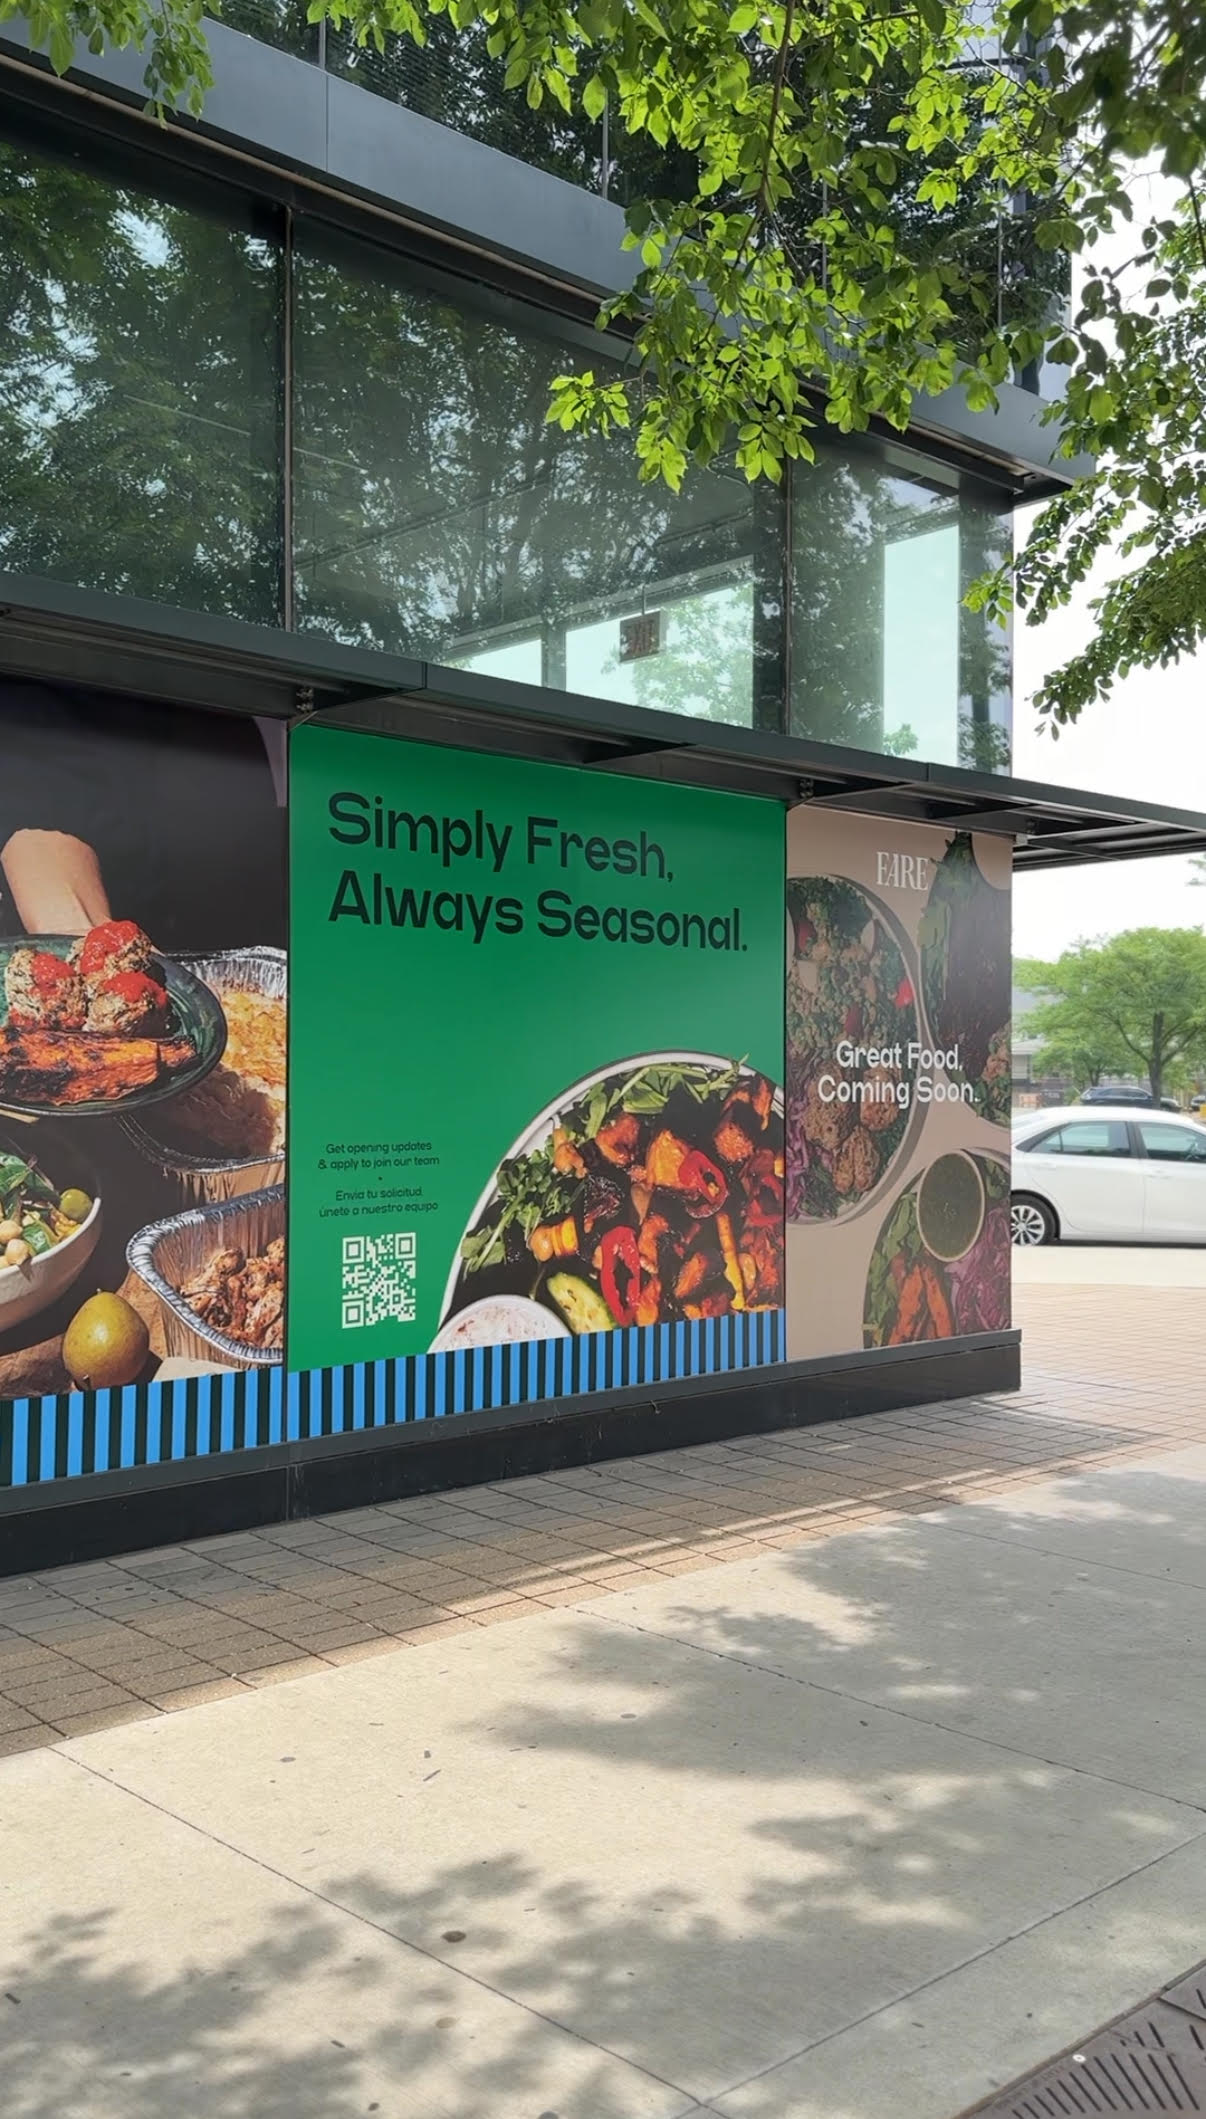 Simply Fresh,
Always Seasonal.
Get opening updates
& apply to join our team
•
Envia tu solicitud,
únete a nuestro equipo
FARE
Great Food,
Coming Soon.